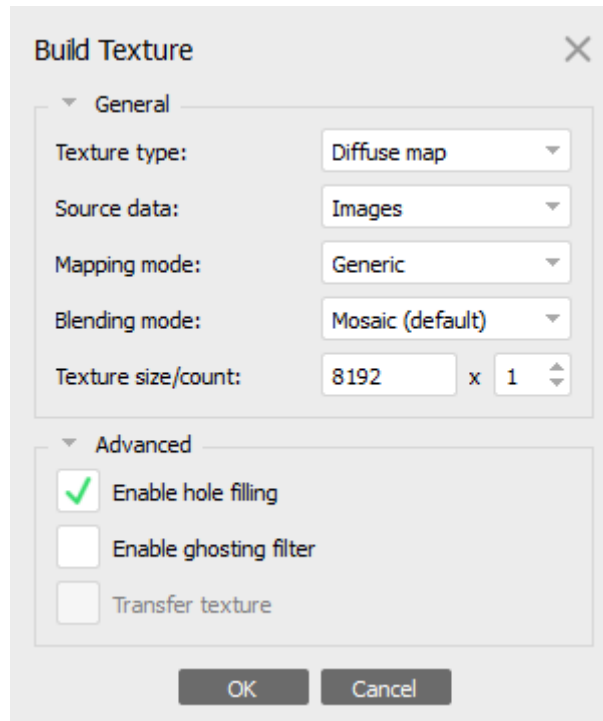 Build Texture
General
Texture type: Diffuse map
Source data: Images
Mapping mode: Generic
Blending mode: Mosaic (default)
Texture size/count: 8192 x 1
Advanced
Enable hole filling
Enable ghosting filter
Transfer texture
OK Cancel